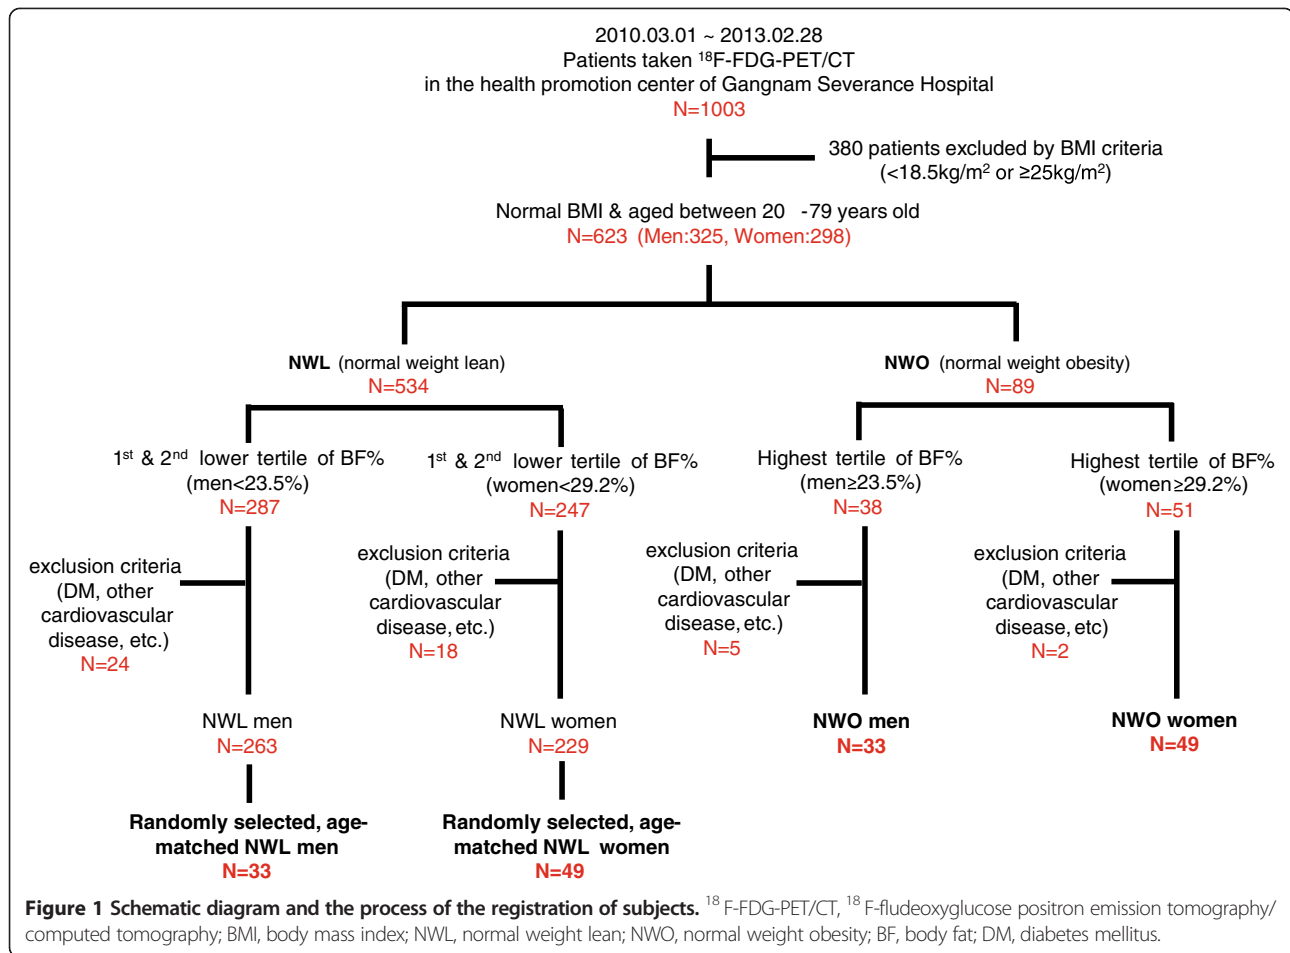 2010.03.01 ~ 2013.02.28
Patients taken ¹⁸F-FDG-PET/CT
in the health promotion center of Gangnam Severance Hospital
N=1003
380 patients excluded by BMI criteria
(<18.5kg/m² or ≥25kg/m²)
Normal BMI & aged between 20 -79 years old
N=623 (Men:325, Women:298)
NWL (normal weight lean)
N=534
NWO (normal weight obesity)
N=89
1st & 2nd lower tertile of BF%
(men<23.5%)
N=287
1st & 2nd lower tertile of BF%
(women<29.2%)
N=247
Highest tertile of BF%
(men≥23.5%)
N=38
Highest tertile of BF%
(women≥29.2%)
N=51
exclusion criteria
(DM, other
cardiovascular
disease, etc.)
N=24
exclusion criteria
(DM, other
cardiovascular
disease, etc.)
N=18
exclusion criteria
(DM, other
cardiovascular
disease, etc.)
N=5
exclusion criteria
(DM, other
cardiovascular
disease, etc)
N=2
NWL men
N=263
NWL women
N=229
NWO men
N=33
NWO women
N=49
Randomly selected, age-
matched NWL men
N=33
Randomly selected, age-
matched NWL women
N=49
Figure 1 Schematic diagram and the process of the registration of subjects. ¹⁸F-FDG-PET/CT, ¹⁸F-fludeoxyglucose positron emission tomography/
computed tomography; BMI, body mass index; NWL, normal weight lean; NWO, normal weight obesity; BF, body fat; DM, diabetes mellitus.